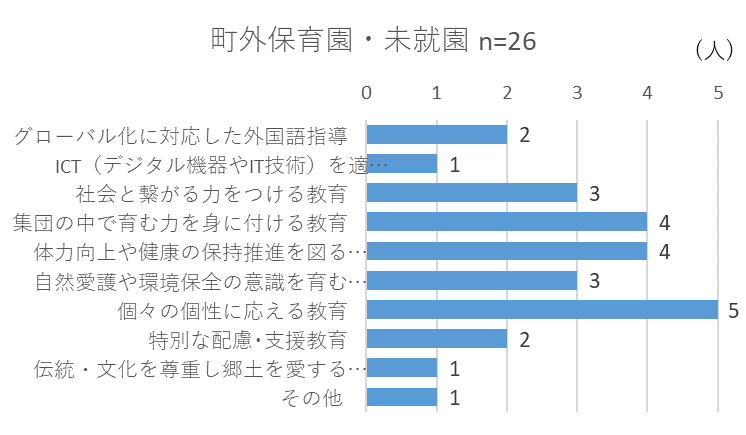 町外保育園・未就園 n=26
（人）
0 1 2 3 4 5
グローバル化に対応した外国語指導 2
ICT（デジタル機器やIT技術）を適… 1
社会と繋がる力をつける教育 3
集団の中で育む力を身に付ける教育 4
体力向上や健康の保持推進を図る… 4
自然愛護や環境保全の意識を育む… 3
個々の個性に応える教育 5
特別な配慮･支援教育 2
伝統・文化を尊重し郷土を愛する… 1
その他 1